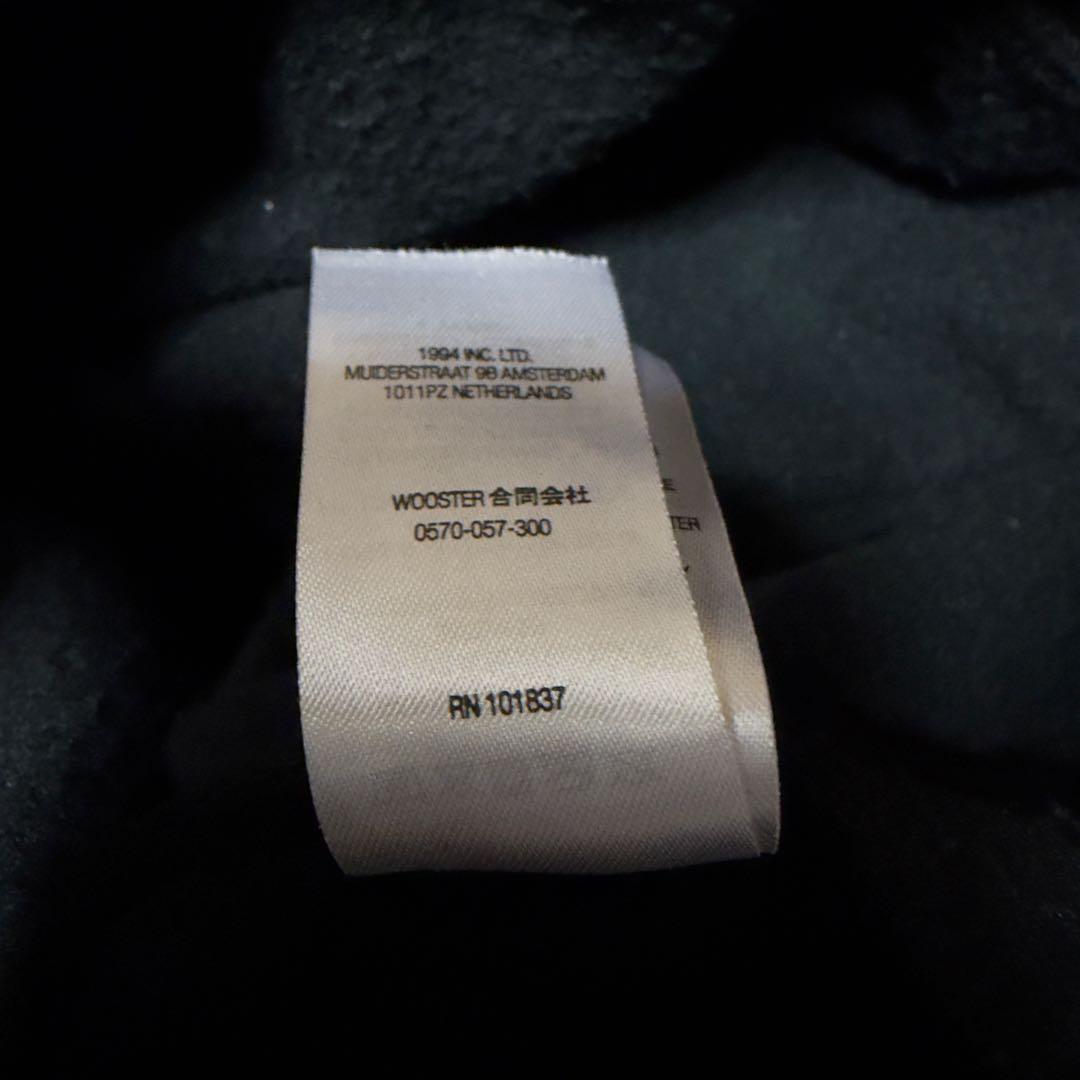 1994 INC. LTD.
MUIDERSTRAAT 9B AMSTERDAM
1011PZ NETHERLANDS
WOOSTER 合同会社
0570-057-300
RN 101837